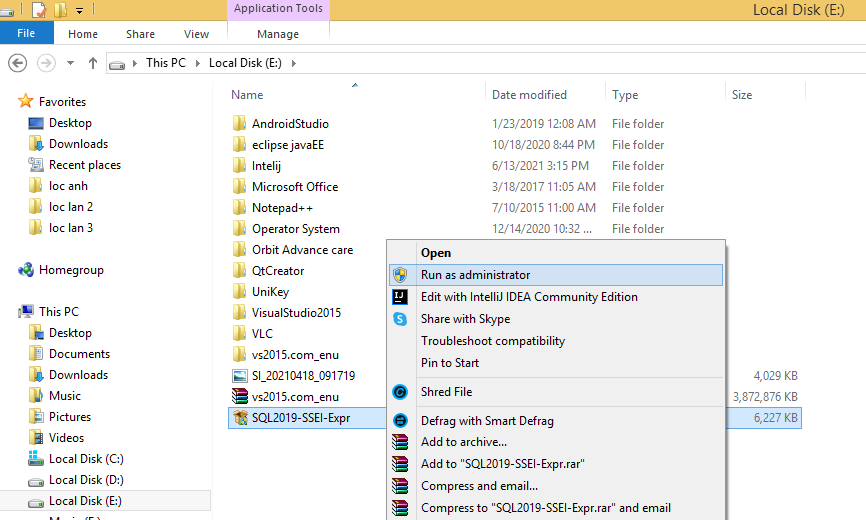 Application Tools
Local Disk (E:)
File Home Share View Manage
This PC Local Disk (E:)
Favorites
Desktop
Downloads
Recent places
loc anh
loc lan 2
loc lan 3
Homegroup
This PC
Desktop
Documents
Downloads
Music
Pictures
Videos
Local Disk (C:)
Local Disk (D:)
Local Disk (E:)
Name Date modified Type Size
AndroidStudio 1/23/2019 12:08 AM File folder
eclipse javaEE 10/18/2020 8:44 PM File folder
Intelij 6/13/2021 3:15 PM File folder
Microsoft Office 3/18/2017 11:05 AM File folder
Notepad++ 7/10/2015 11:00 AM File folder
Operator System 12/14/2020 10:32 ... File folder
Orbit Advance care
QtCreator
UniKey
VisualStudio2015
VLC
vs2015.com_enu
SI_20210418_091719 4,029 KB
vs2015.com_enu 3,872,876 KB
SQL2019-SSEI-Expr 6,227 KB
Open
Run as administrator
IJ Edit with IntelliJ IDEA Community Edition
Share with Skype
Troubleshoot compatibility
Pin to Start
Shred File
Defrag with Smart Defrag
Add to archive...
Add to "SQL2019-SSEI-Expr.rar"
Compress and email...
Compress to "SQL2019-SSEI-Expr.rar" and email